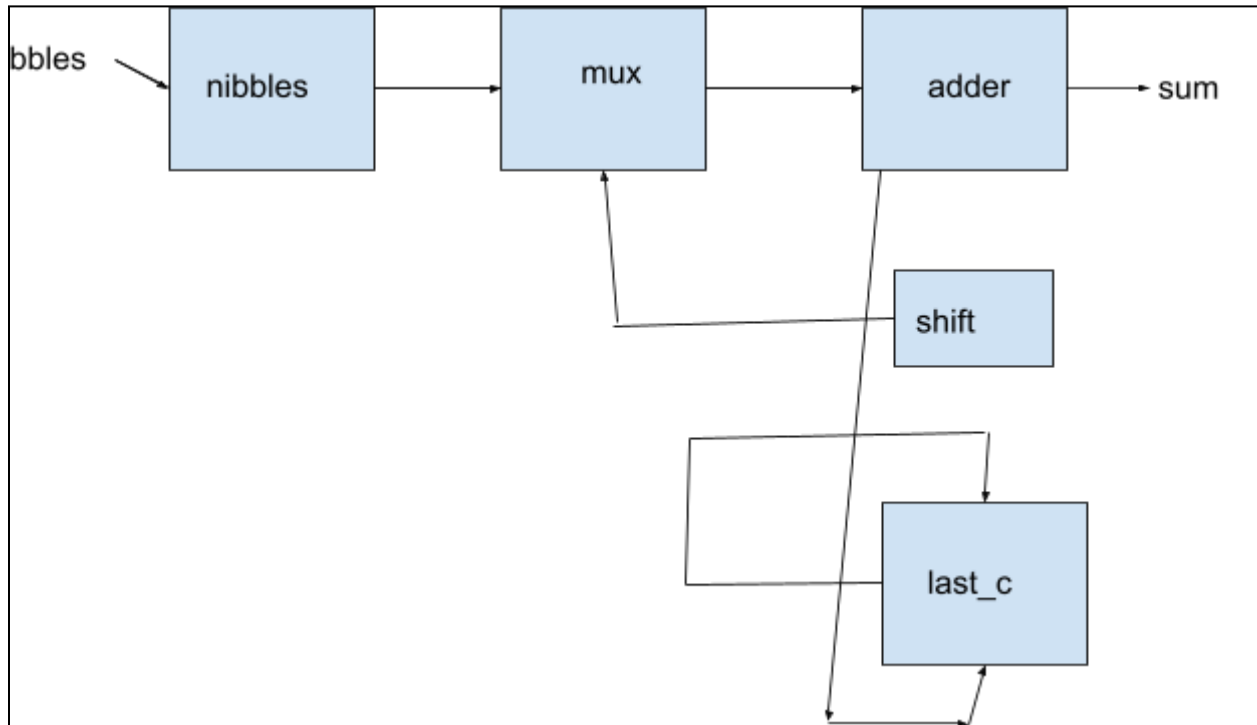 bbles
nibbles
mux
adder
sum
shift
last_c